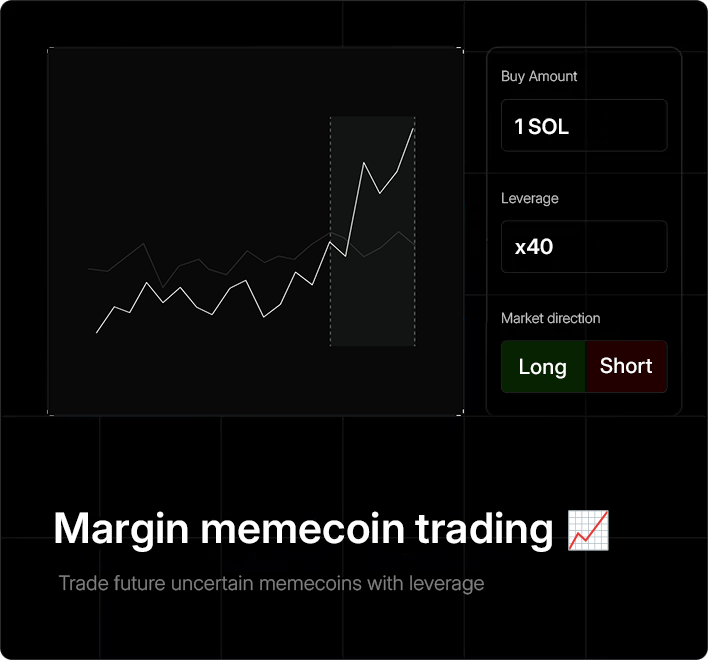 Buy Amount
1 SOL
Leverage
x40
Market direction
Long
Short
Margin memecoin trading 📈
Trade future uncertain memecoins with leverage